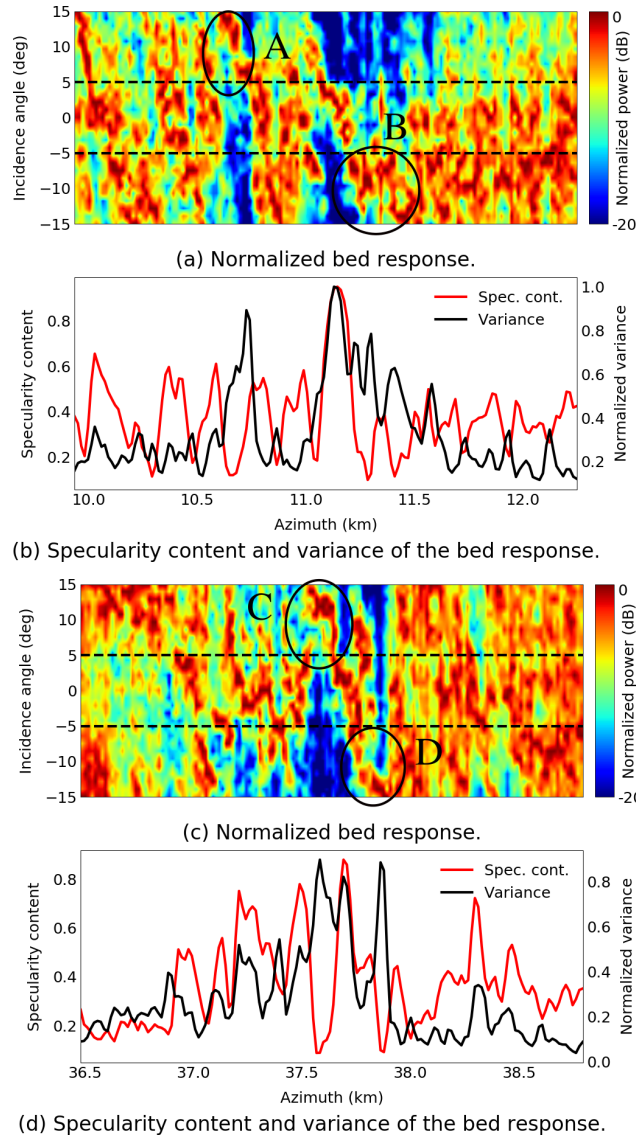 15
10
5
0
−5
−10
−15
Incidence angle (deg)
A
B
0
-20
Normalized power (dB)
(a) Normalized bed response.
Specularity content
0.8
0.6
0.4
0.2
Spec. cont.
Variance
1.0
0.8
0.6
0.4
0.2
Normalized variance
10.0 10.5 11.0 11.5 12.0
Azimuth (km)
(b) Specularity content and variance of the bed response.
15
10
5
0
−5
−10
−15
Incidence angle (deg)
C
D
0
-20
Normalized power (dB)
(c) Normalized bed response.
Specularity content
0.8
0.6
0.4
0.2
Spec. cont.
Variance
0.8
0.6
0.4
0.2
0.0
Normalized variance
36.5 37.0 37.5 38.0 38.5
Azimuth (km)
(d) Specularity content and variance of the bed response.